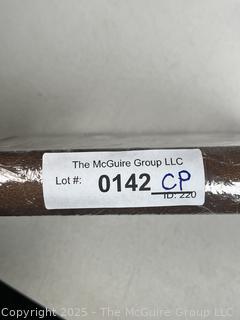 The McGuire Group LLC
Lot #: 0142 CP
ID: 220
Copyright 2025 - The McGuire Group LLC